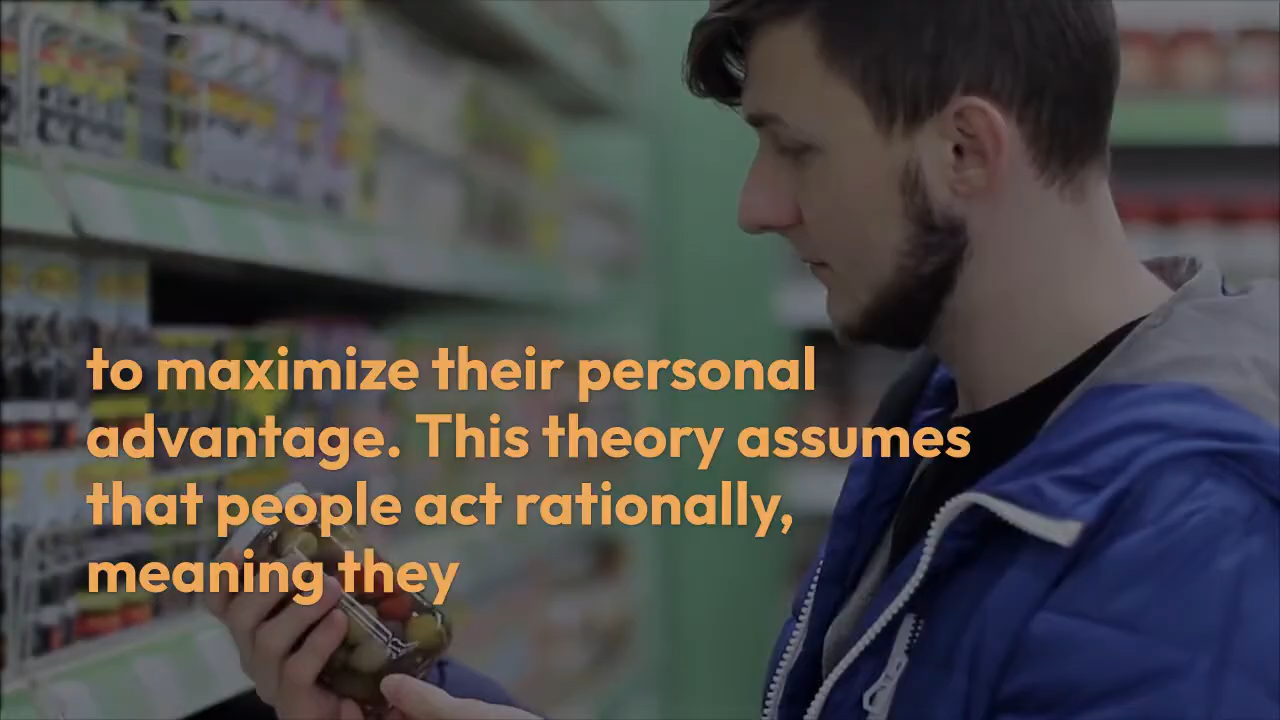 to maximize their personal
advantage. This theory assumes
that people act rationally,
meaning they